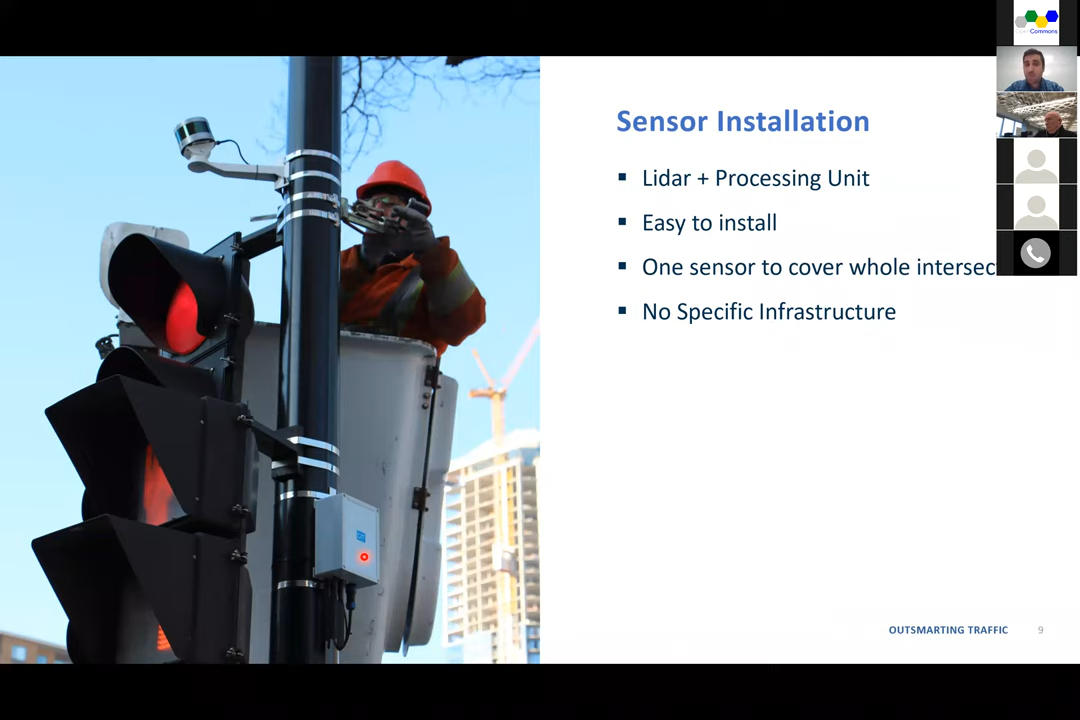 Sensor Installation
Lidar + Processing Unit
Easy to install
One sensor to cover whole intersec
No Specific Infrastructure
OUTSMARTING TRAFFIC 9
Commons